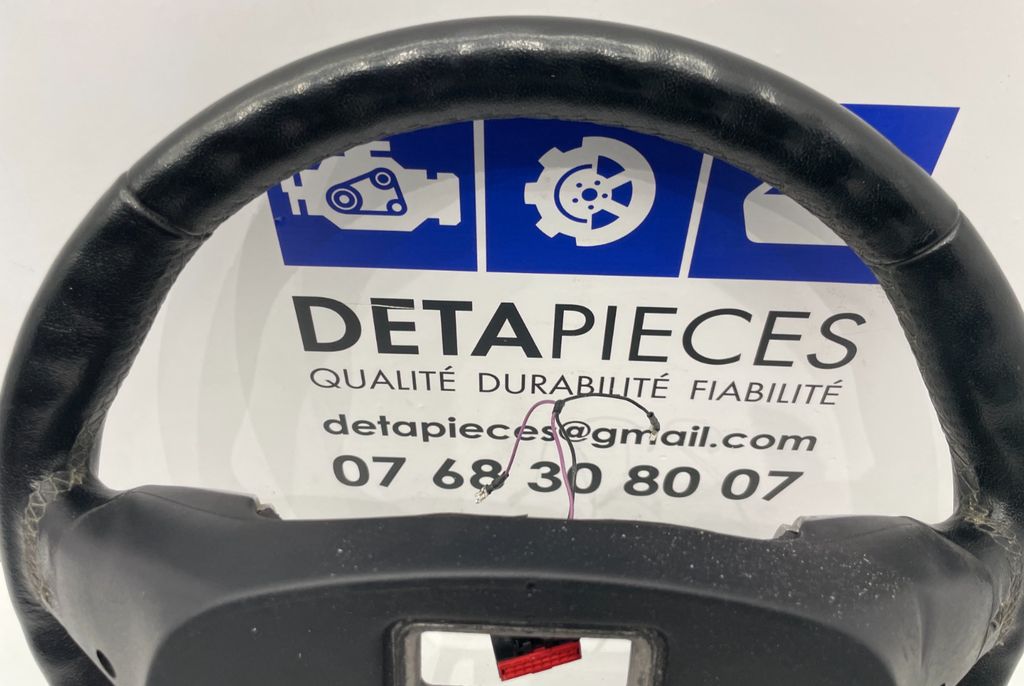 DETAPIECES
QUALITÉ DURABILITÉ FIABILITÉ
detapieces@gmail.com
07 68 30 80 07